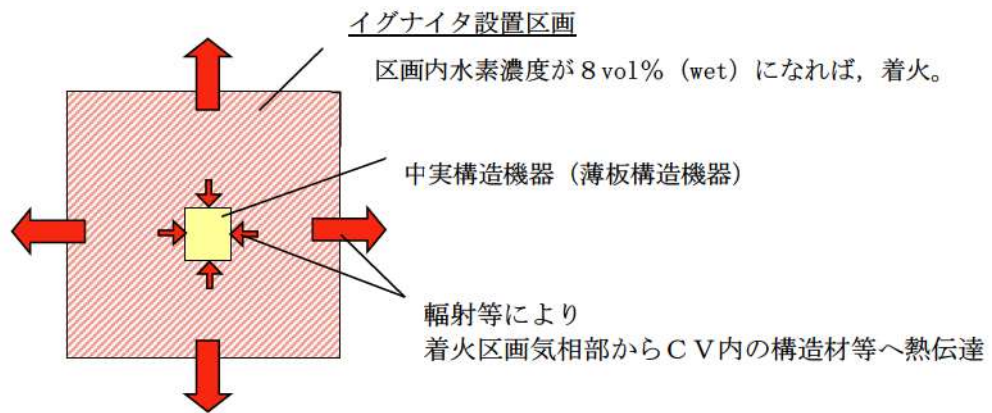 イグナイタ設置区画
区画内水素濃度が８vol%（wet）になれば，着火。
中実構造機器（薄板構造機器）
輻射等により
着火区画気相部からＣＶ内の構造材等へ熱伝達